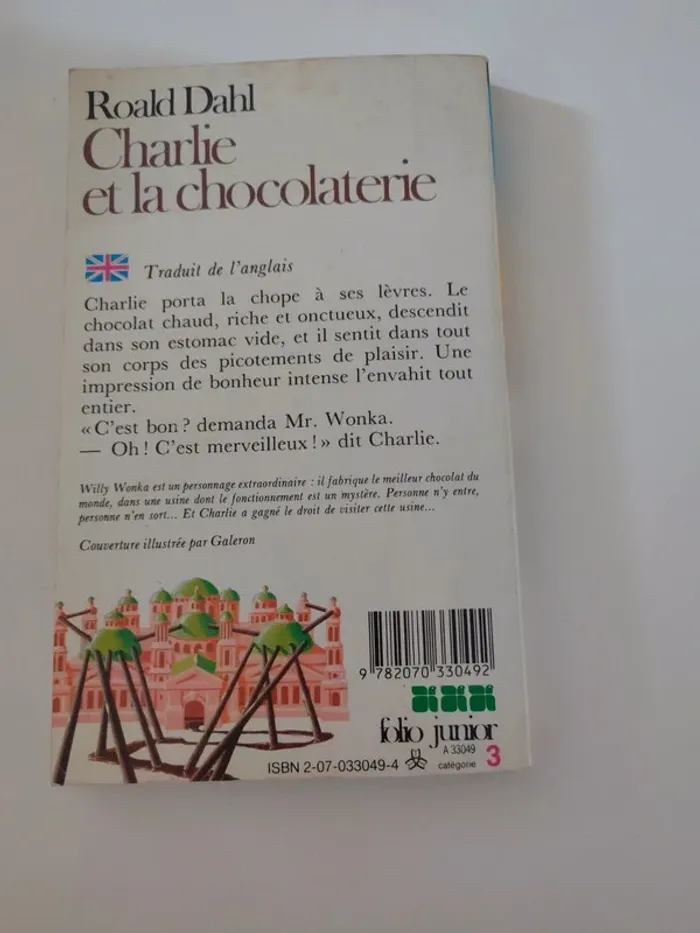 Roald Dahl
Charlie
et la chocolaterie
Traduit de l'anglais
Charlie porta la chope à ses lèvres. Le
chocolat chaud, riche et onctueux, descendit
dans son estomac vide, et il sentit dans tout
son corps des picotements de plaisir. Une
impression de bonheur intense l'envahit tout
entier.
«C'est bon? demanda Mr. Wonka.
— Oh! C'est merveilleux!» dit Charlie.
Willy Wonka est un personnage extraordinaire : il fabrique le meilleur chocolat du
monde, dans une usine dont le fonctionnement est un mystère. Personne n'y entre,
personne n'en sort... Et Charlie a gagné le droit de visiter cette usine...
Couverture illustrée par Galeron
9 782070 330492
folio junior
A 33049
ISBN 2-07-033049-4
catégorie 3